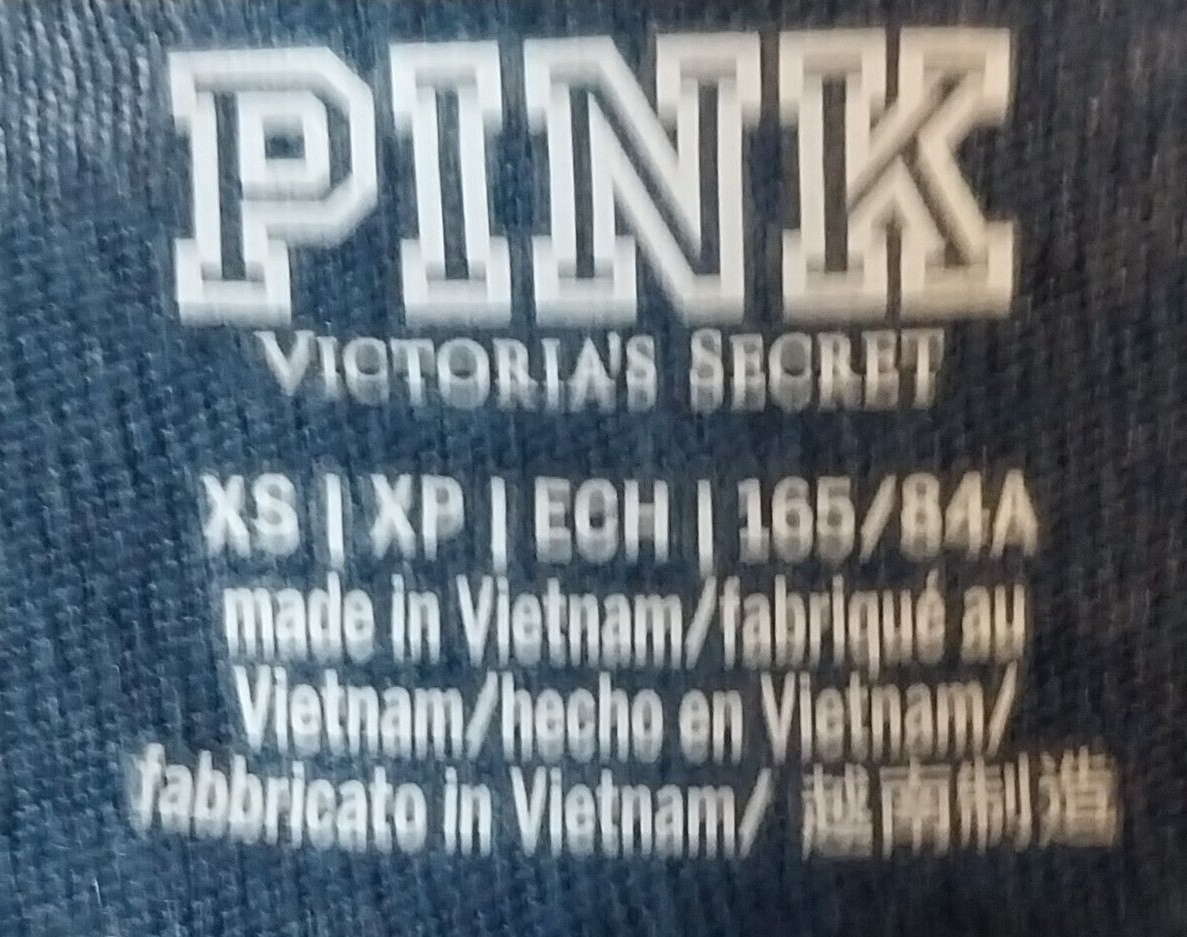 PINK
VICTORIA'S SECRET
XS | XP | ECH | 165/84A
made in Vietnam/fabriqué au
Vietnam/hecho en Vietnam/
fabbricato in Vietnam/ 越南制造